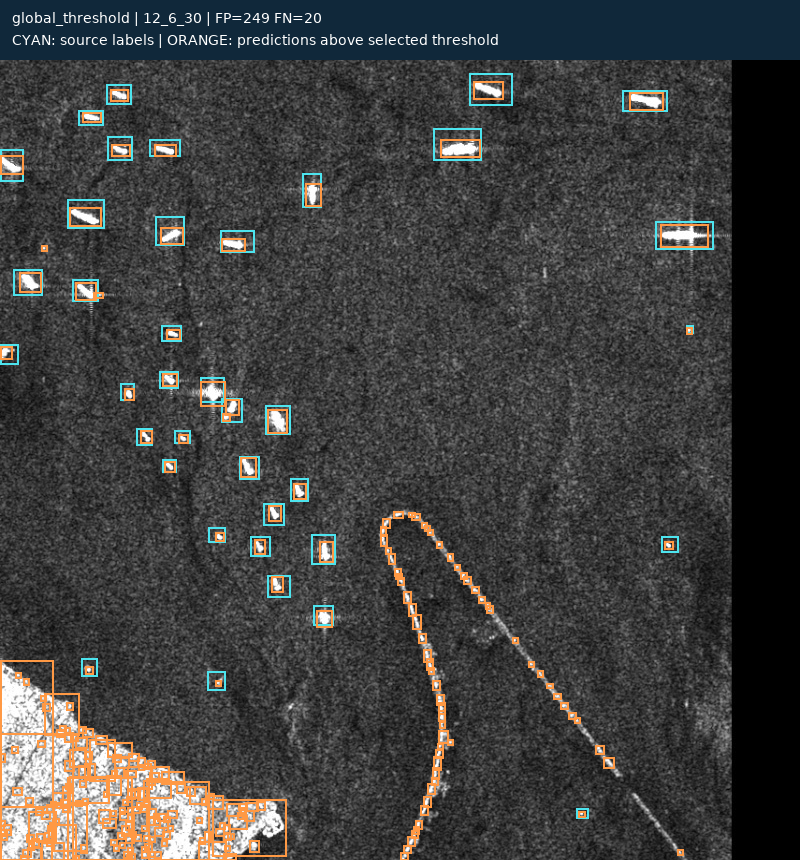 global_threshold | 12_6_30 | FP=249 FN=20
CYAN: source labels | ORANGE: predictions above selected threshold